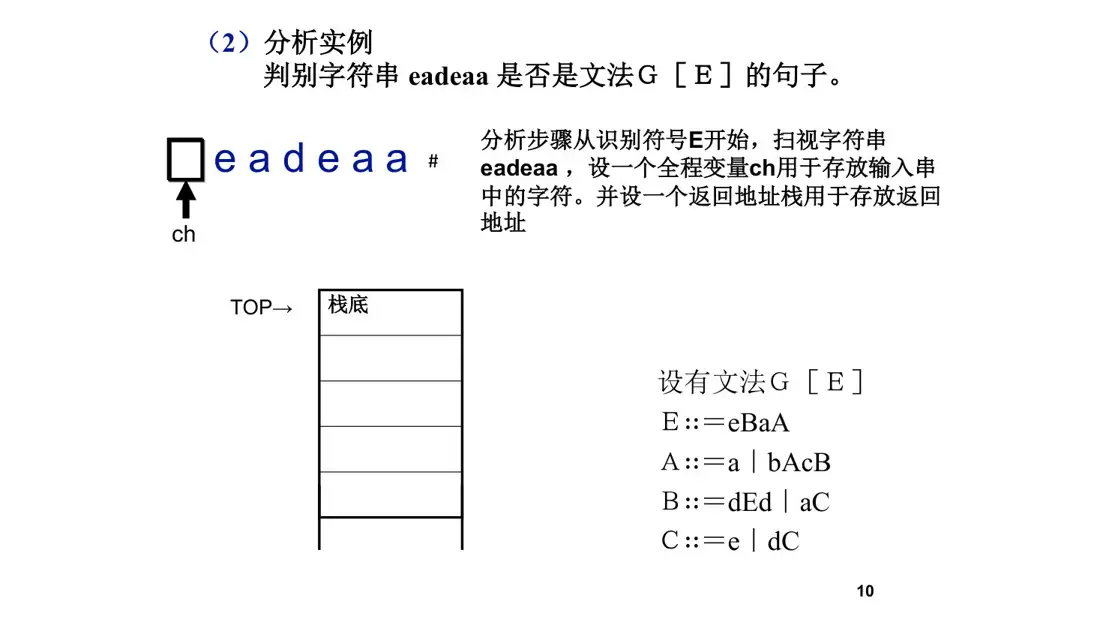 （2）分析实例
判别字符串 eadeaa 是否是文法Ｇ［Ｅ］的句子。
e a d e a a #
ch
分析步骤从识别符号E开始，扫视字符串
eadeaa ，设一个全程变量ch用于存放输入串
中的字符。并设一个返回地址栈用于存放返回
地址
TOP→
栈底
设有文法Ｇ［Ｅ］
Ｅ∷＝eBaA
Ａ∷＝a｜bAcB
Ｂ∷＝dEd｜aC
Ｃ∷＝e｜dC
10